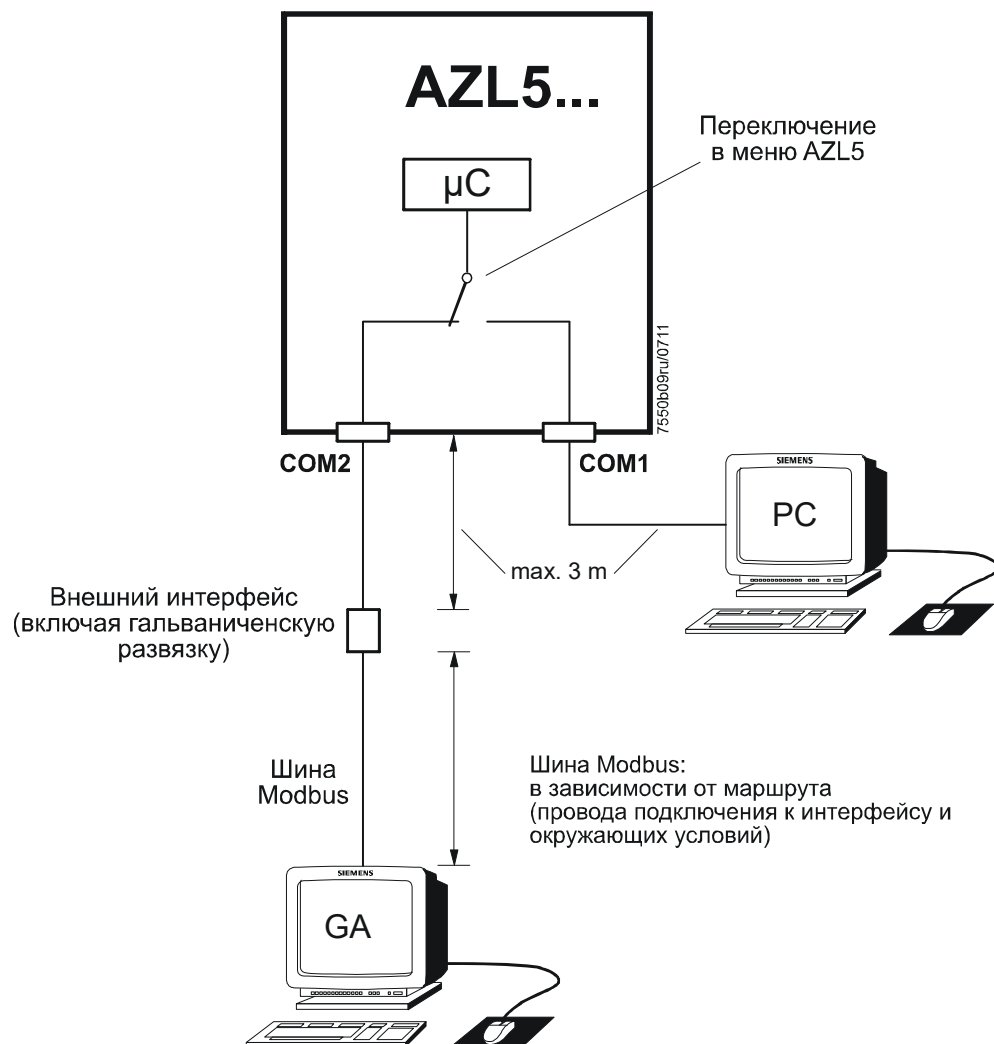 AZL5...
Переключение
в меню AZL5
µC
7550b09ru/0711
COM2
COM1
SIEMENS
PC
max. 3 m
Внешний интерфейс
(включая гальваниченскую
развязку)
Шина
Modbus
Шина Modbus:
в зависимости от маршрута
(провода подключения к интерфейсу и
окружающих условий)
SIEMENS
GA